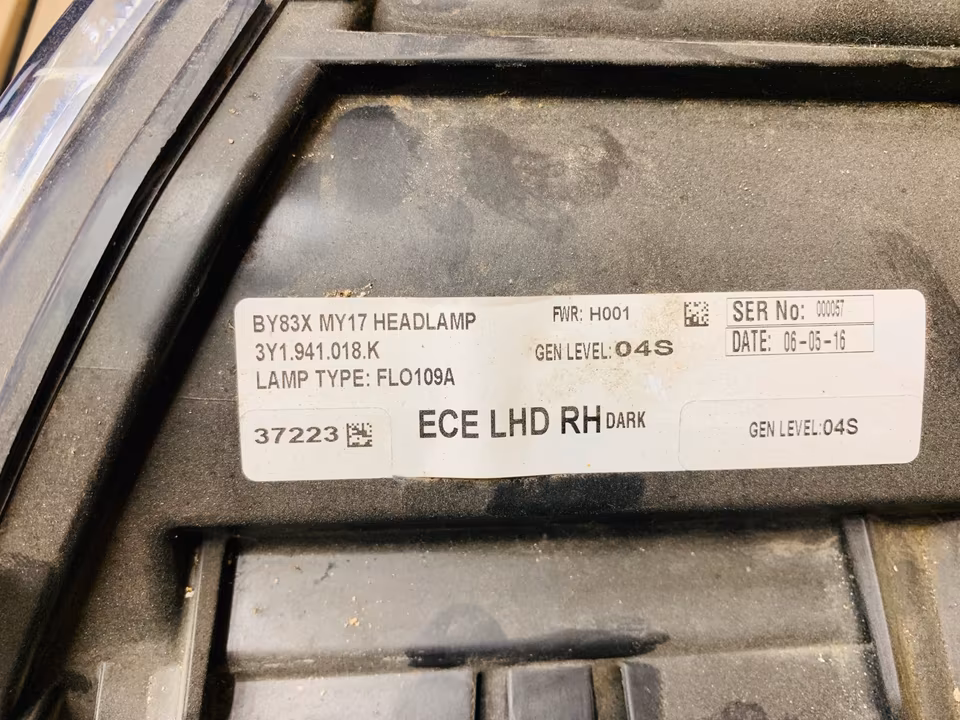 BY83X MY17 HEADLAMP
3Y1.941.018.K
LAMP TYPE: FLO109A
FWR: H001
GEN LEVEL:04S
SER No: 000057
DATE: 06-05-16
37223
ECE LHD RH DARK
GEN LEVEL:04S